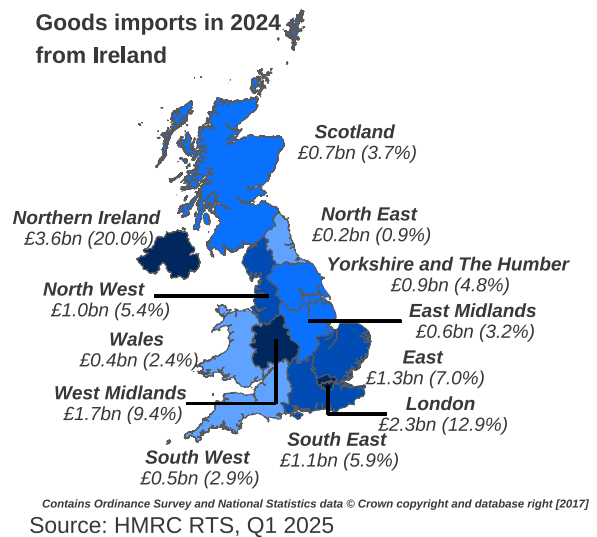 Goods imports in 2024
from Ireland
Scotland
£0.7bn (3.7%)
Northern Ireland
£3.6bn (20.0%)
North East
£0.2bn (0.9%)
Yorkshire and The Humber
£0.9bn (4.8%)
North West
£1.0bn (5.4%)
East Midlands
£0.6bn (3.2%)
Wales
£0.4bn (2.4%)
East
£1.3bn (7.0%)
West Midlands
£1.7bn (9.4%)
London
£2.3bn (12.9%)
South East
£1.1bn (5.9%)
South West
£0.5bn (2.9%)
Contains Ordinance Survey and National Statistics data © Crown copyright and database right [2017]
Source: HMRC RTS, Q1 2025